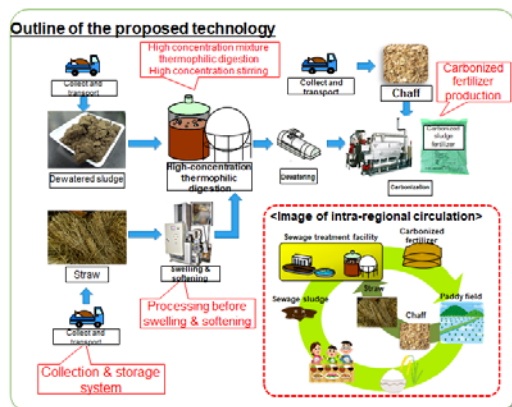 Outline of the proposed technology
High concentration mixture
thermophilic digestion
High concentration stirring
Collect and
transport
Collect and
transport
Chaff
Carbonized
fertilizer
production
Carbonized
sludge
fertilizer
Dewatered sludge
High-concentration
thermophilic
digestion
Dewatering
Carbonization
Straw
Swelling &
softening
Processing before
swelling & softening
Collect and
transport
Collection & storage
system
<Image of intra-regional circulation>
Sewage treatment facility
Carbonized
fertilizer
Straw
Paddy field
Sewage sludge
Chaff